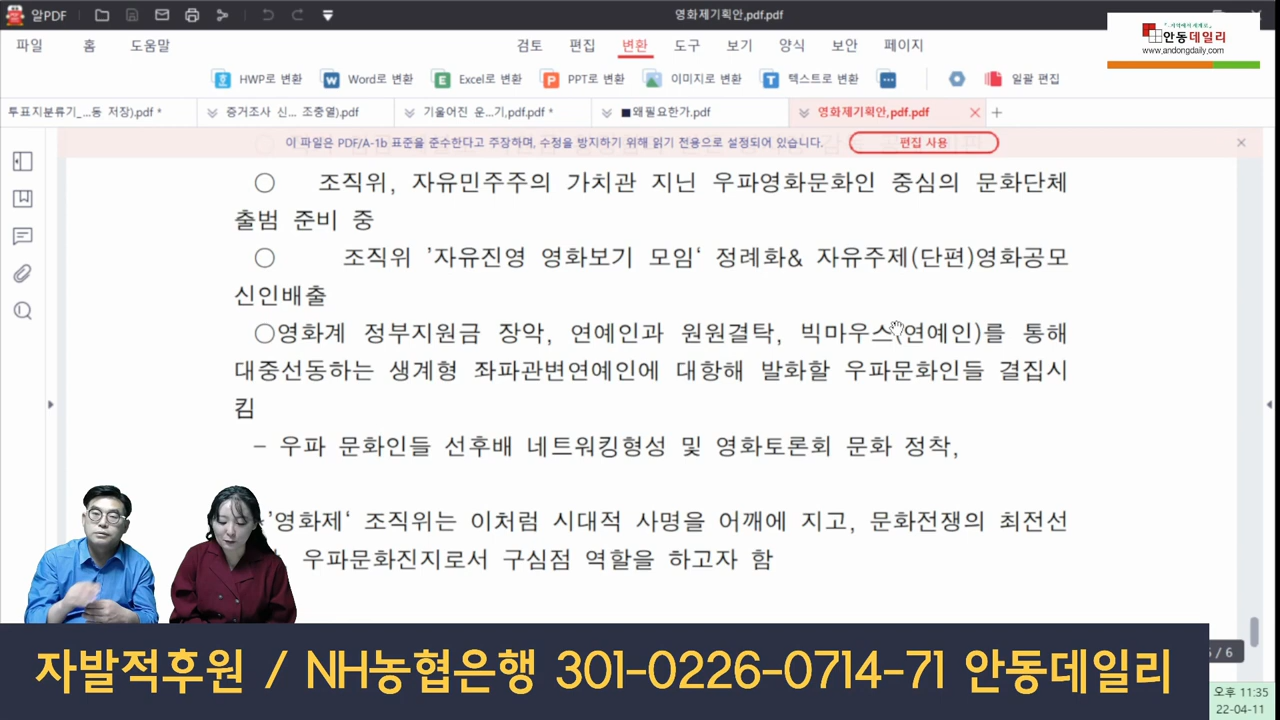 알PDF
영화제기획안,pdf.pdf
지역에서 세계로
안동데일리
www.andongdaily.com
파일 홈 도움말 검토 편집 변환 도구 보기 양식 보안 페이지
HWP로 변환 Word로 변환 Excel로 변환 PPT로 변환 이미지로 변환 텍스트로 변환 일괄 편집
투표지분류기_...동 저장).pdf * 증거조사 신... 조충열).pdf 기울어진 운...기,pdf.pdf * ■왜필요한가.pdf 영화제기획안,pdf.pdf
이 파일은 PDF/A-1b 표준을 준수한다고 주장하며, 수정을 방지하기 위해 읽기 전용으로 설정되어 있습니다. 편집 사용
○ 조직위, 자유민주주의 가치관 지닌 우파영화문화인 중심의 문화단체
출범 준비 중
○ 조직위 '자유진영 영화보기 모임' 정례화& 자유주제(단편)영화공모
신인배출
○영화계 정부지원금 장악, 연예인과 원원결탁, 빅마우스(연예인)를 통해
대중선동하는 생계형 좌파관변연예인에 대항해 발화할 우파문화인들 결집시
킴
- 우파 문화인들 선후배 네트워킹형성 및 영화토론회 문화 정착,
'영화제' 조직위는 이처럼 시대적 사명을 어깨에 지고, 문화전쟁의 최전선
우파문화진지로서 구심점 역할을 하고자 함
/ 6
자발적후원 / NH농협은행 301-0226-0714-71 안동데일리
오후 11:35
22-04-11